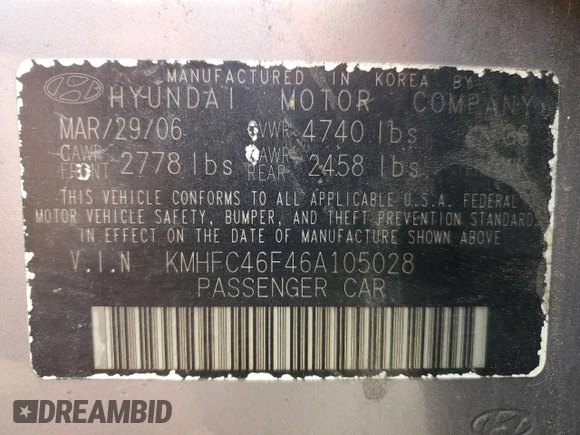 MANUFACTURED IN KOREA BY
HYUNDAI MOTOR COMPANY
MAR/29/06 GVWR 4740 lbs
GAWR FRONT 2778 lbs GAWR REAR 2458 lbs
THIS VEHICLE CONFORMS TO ALL APPLICABLE U.S.A. FEDERAL
MOTOR VEHICLE SAFETY, BUMPER, AND THEFT PREVENTION STANDARD
IN EFFECT ON THE DATE OF MANUFACTURE SHOWN ABOVE
V.I.N KMHFC46F46A105028
PASSENGER CAR
DREAMBID